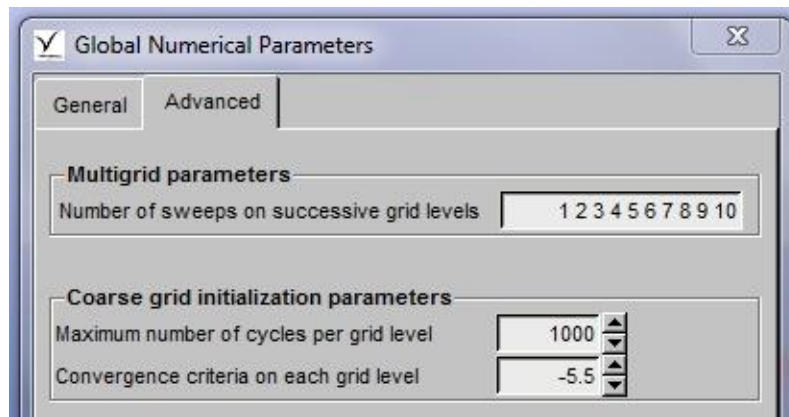 Global Numerical Parameters
General Advanced
Multigrid parameters
Number of sweeps on successive grid levels 1 2 3 4 5 6 7 8 9 10
Coarse grid initialization parameters
Maximum number of cycles per grid level 1000
Convergence criteria on each grid level -5.5